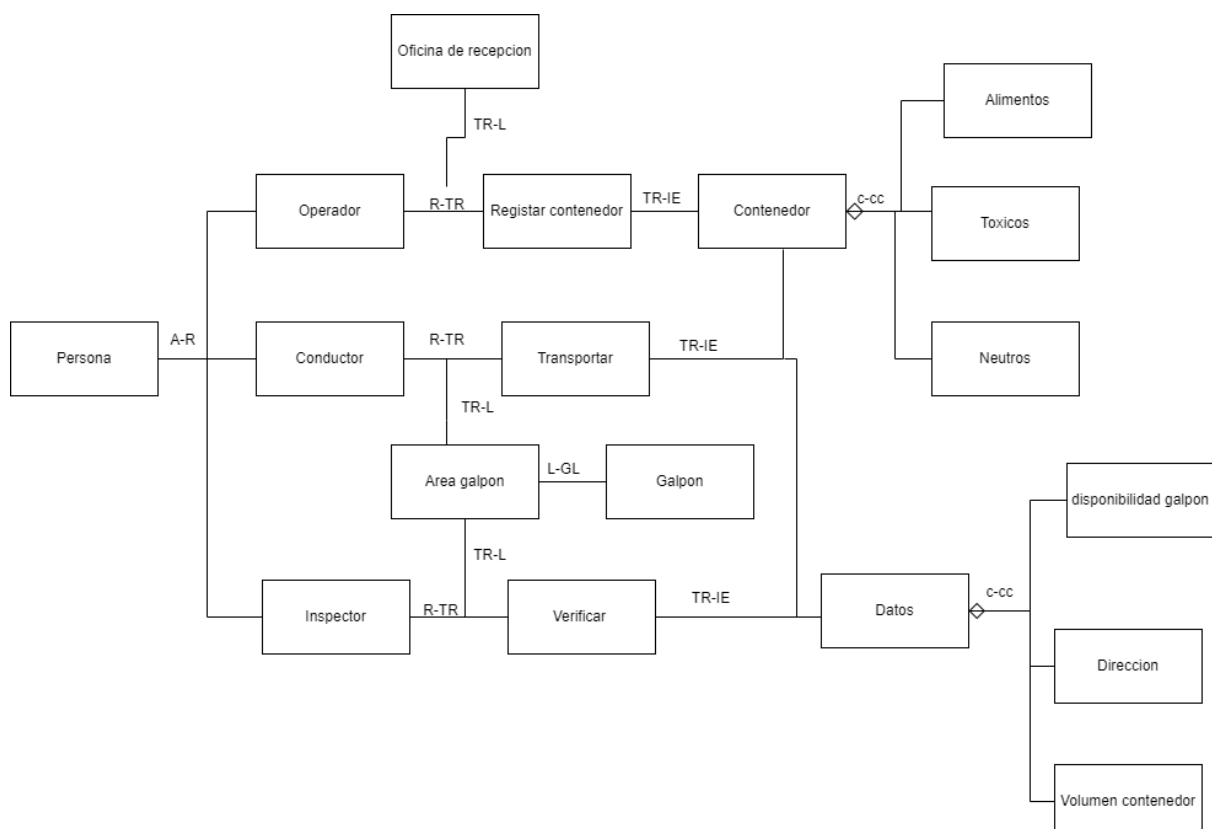 Oficina de recepcion
Alimentos
TR-L
Operador
R-TR
Registar contenedor
TR-IE
Contenedor
c-cc
Toxicos
Persona
A-R
Conductor
R-TR
Transportar
TR-IE
Neutros
TR-L
Area galpon
L-GL
Galpon
disponibilidad galpon
TR-L
Inspector
R-TR
Verificar
TR-IE
Datos
c-cc
Direccion
Volumen contenedor